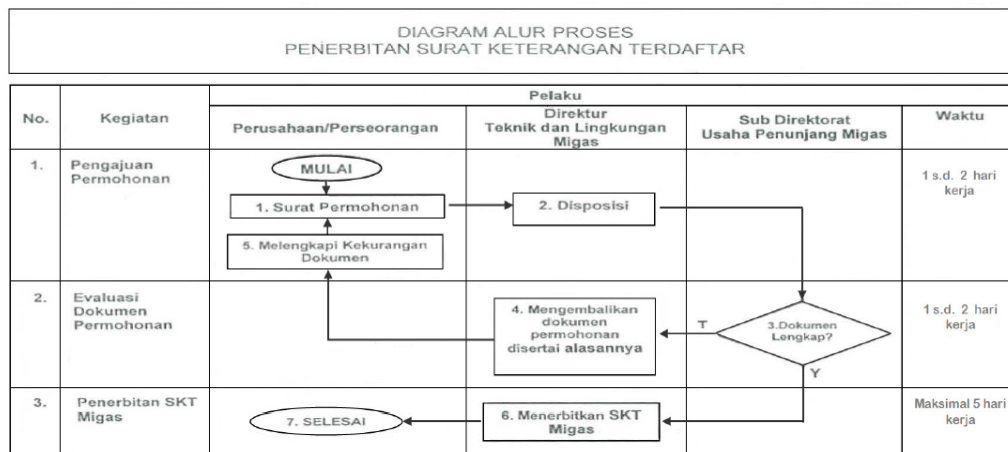 DIAGRAM ALUR PROSES
PENERBITAN SURAT KETERANGAN TERDAFTAR
No.
Kegiatan
Pelaku
Waktu
Perusahaan/Perseorangan
Direktur
Teknik dan Lingkungan
Migas
Sub Direktorat
Usaha Penunjang Migas
1.
Pengajuan
Permohonan
MULAI
1. Surat Permohonan
2. Disposisi
5. Melengkapi Kekurangan
Dokumen
1 s.d. 2 hari
kerja
2.
Evaluasi
Dokumen
Permohonan
4. Mengembalikan
dokumen
permohonan
disertai alasannya
T
3.Dokumen
Lengkap?
Y
1 s.d. 2 hari
kerja
3.
Penerbitan SKT
Migas
7. SELESAI
6. Menerbitkan SKT
Migas
Maksimal 5 hari
kerja